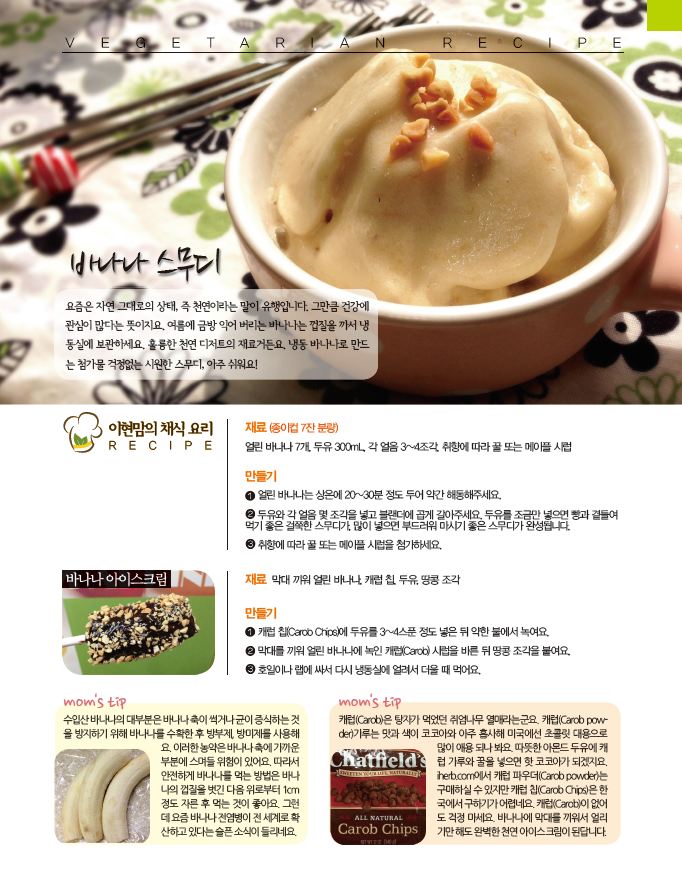 VEGETARIAN RECIPE
바나나 스무디
요즘은 자연 그대로의 상태, 즉 천연이라는 말이 유행입니다. 그만큼 건강에
관심이 많다는 뜻이지요. 여름에 금방 익어 버리는 바나나는 껍질을 까서 냉
동실에 보관하세요. 훌륭한 천연 디저트의 재료거든요. 냉동 바나나로 만드
는 첨가물 걱정없는 시원한 스무디, 아주 쉬워요!
이현맘의 채식 요리
RECIPE
재료 (종이컵 7잔 분량)
얼린 바나나 7개, 두유 300mL, 각 얼음 3~4조각, 취향에 따라 꿀 또는 메이플 시럽
만들기
❶ 얼린 바나나는 상온에 20~30분 정도 두어 약간 해동해주세요.
❷ 두유와 각 얼음 몇 조각을 넣고 블랜더에 곱게 갈아주세요. 두유를 조금만 넣으면 빵과 곁들여
먹기 좋은 걸쭉한 스무디가, 많이 넣으면 부드러워 마시기 좋은 스무디가 완성됩니다.
❸ 취향에 따라 꿀 또는 메이플 시럽을 첨가하세요.
바나나 아이스크림
재료 막대 끼워 얼린 바나나, 캐럽 칩, 두유, 땅콩 조각
만들기
❶ 캐럽 칩(Carob Chips)에 두유를 3~4스푼 정도 넣은 뒤 약한 불에서 녹여요.
❷ 막대를 끼워 얼린 바나나에 녹인 캐럽(Carob) 시럽을 바른 뒤 땅콩 조각을 붙여요.
❸ 호일이나 랩에 싸서 다시 냉동실에 얼려서 더울 때 먹어요.
mom's tip
수입산 바나나의 대부분은 바나나 축이 썩거나 균이 증식하는 것
을 방지하기 위해 바나나를 수확한 후 방부제, 방미제를 사용해
요. 이러한 농약은 바나나 축에 가까운
부분에 스며들 위험이 있어요. 따라서
안전하게 바나나를 먹는 방법은 바나
나의 껍질을 벗긴 다음 위로부터 1cm
정도 자른 후 먹는 것이 좋아요. 그런
데 요즘 바나나 전염병이 전 세계로 확
산하고 있다는 슬픈 소식이 들리네요.
mom's tip
캐럽(Carob)은 탕자가 먹었던 쥐엄나무 열매라는군요. 캐럽(Carob pow-
der)가루는 맛과 색이 코코아와 아주 흡사해 미국에선 초콜릿 대용으로
많이 애용 되나 봐요. 따뜻한 아몬드 두유에 캐
럽 가루와 꿀을 넣으면 핫 코코아가 되겠지요.
iherb.com에서 캐럽 파우더(Carob powder)는
구매하실 수 있지만 캐럽 칩(Carob Chips)은 한
국에서 구하기가 어렵네요. 캐럽(Carob)이 없어
도 걱정 마세요. 바나나에 막대를 끼워서 얼리
기만 해도 완벽한 천연 아이스크림이 된답니다.
Chatfield's
SWEETEN YOUR LIFE, NATURALLY
ALL NATURAL
Carob Chips